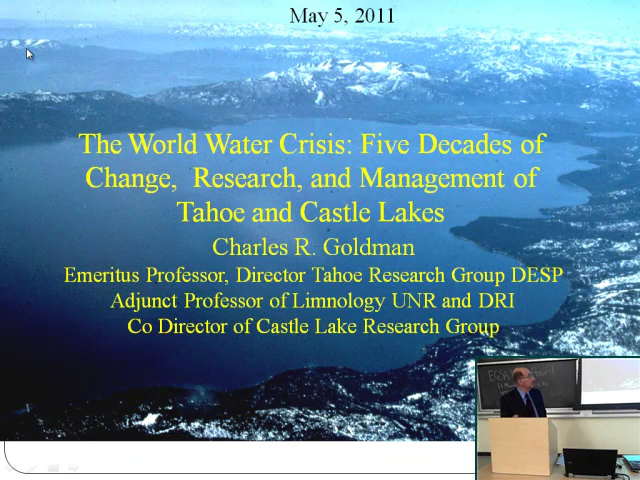 May 5, 2011
The World Water Crisis: Five Decades of
Change, Research, and Management of
Tahoe and Castle Lakes
Charles R. Goldman
Emeritus Professor, Director Tahoe Research Group DESP
Adjunct Professor of Limnology UNR and DRI
Co Director of Castle Lake Research Group